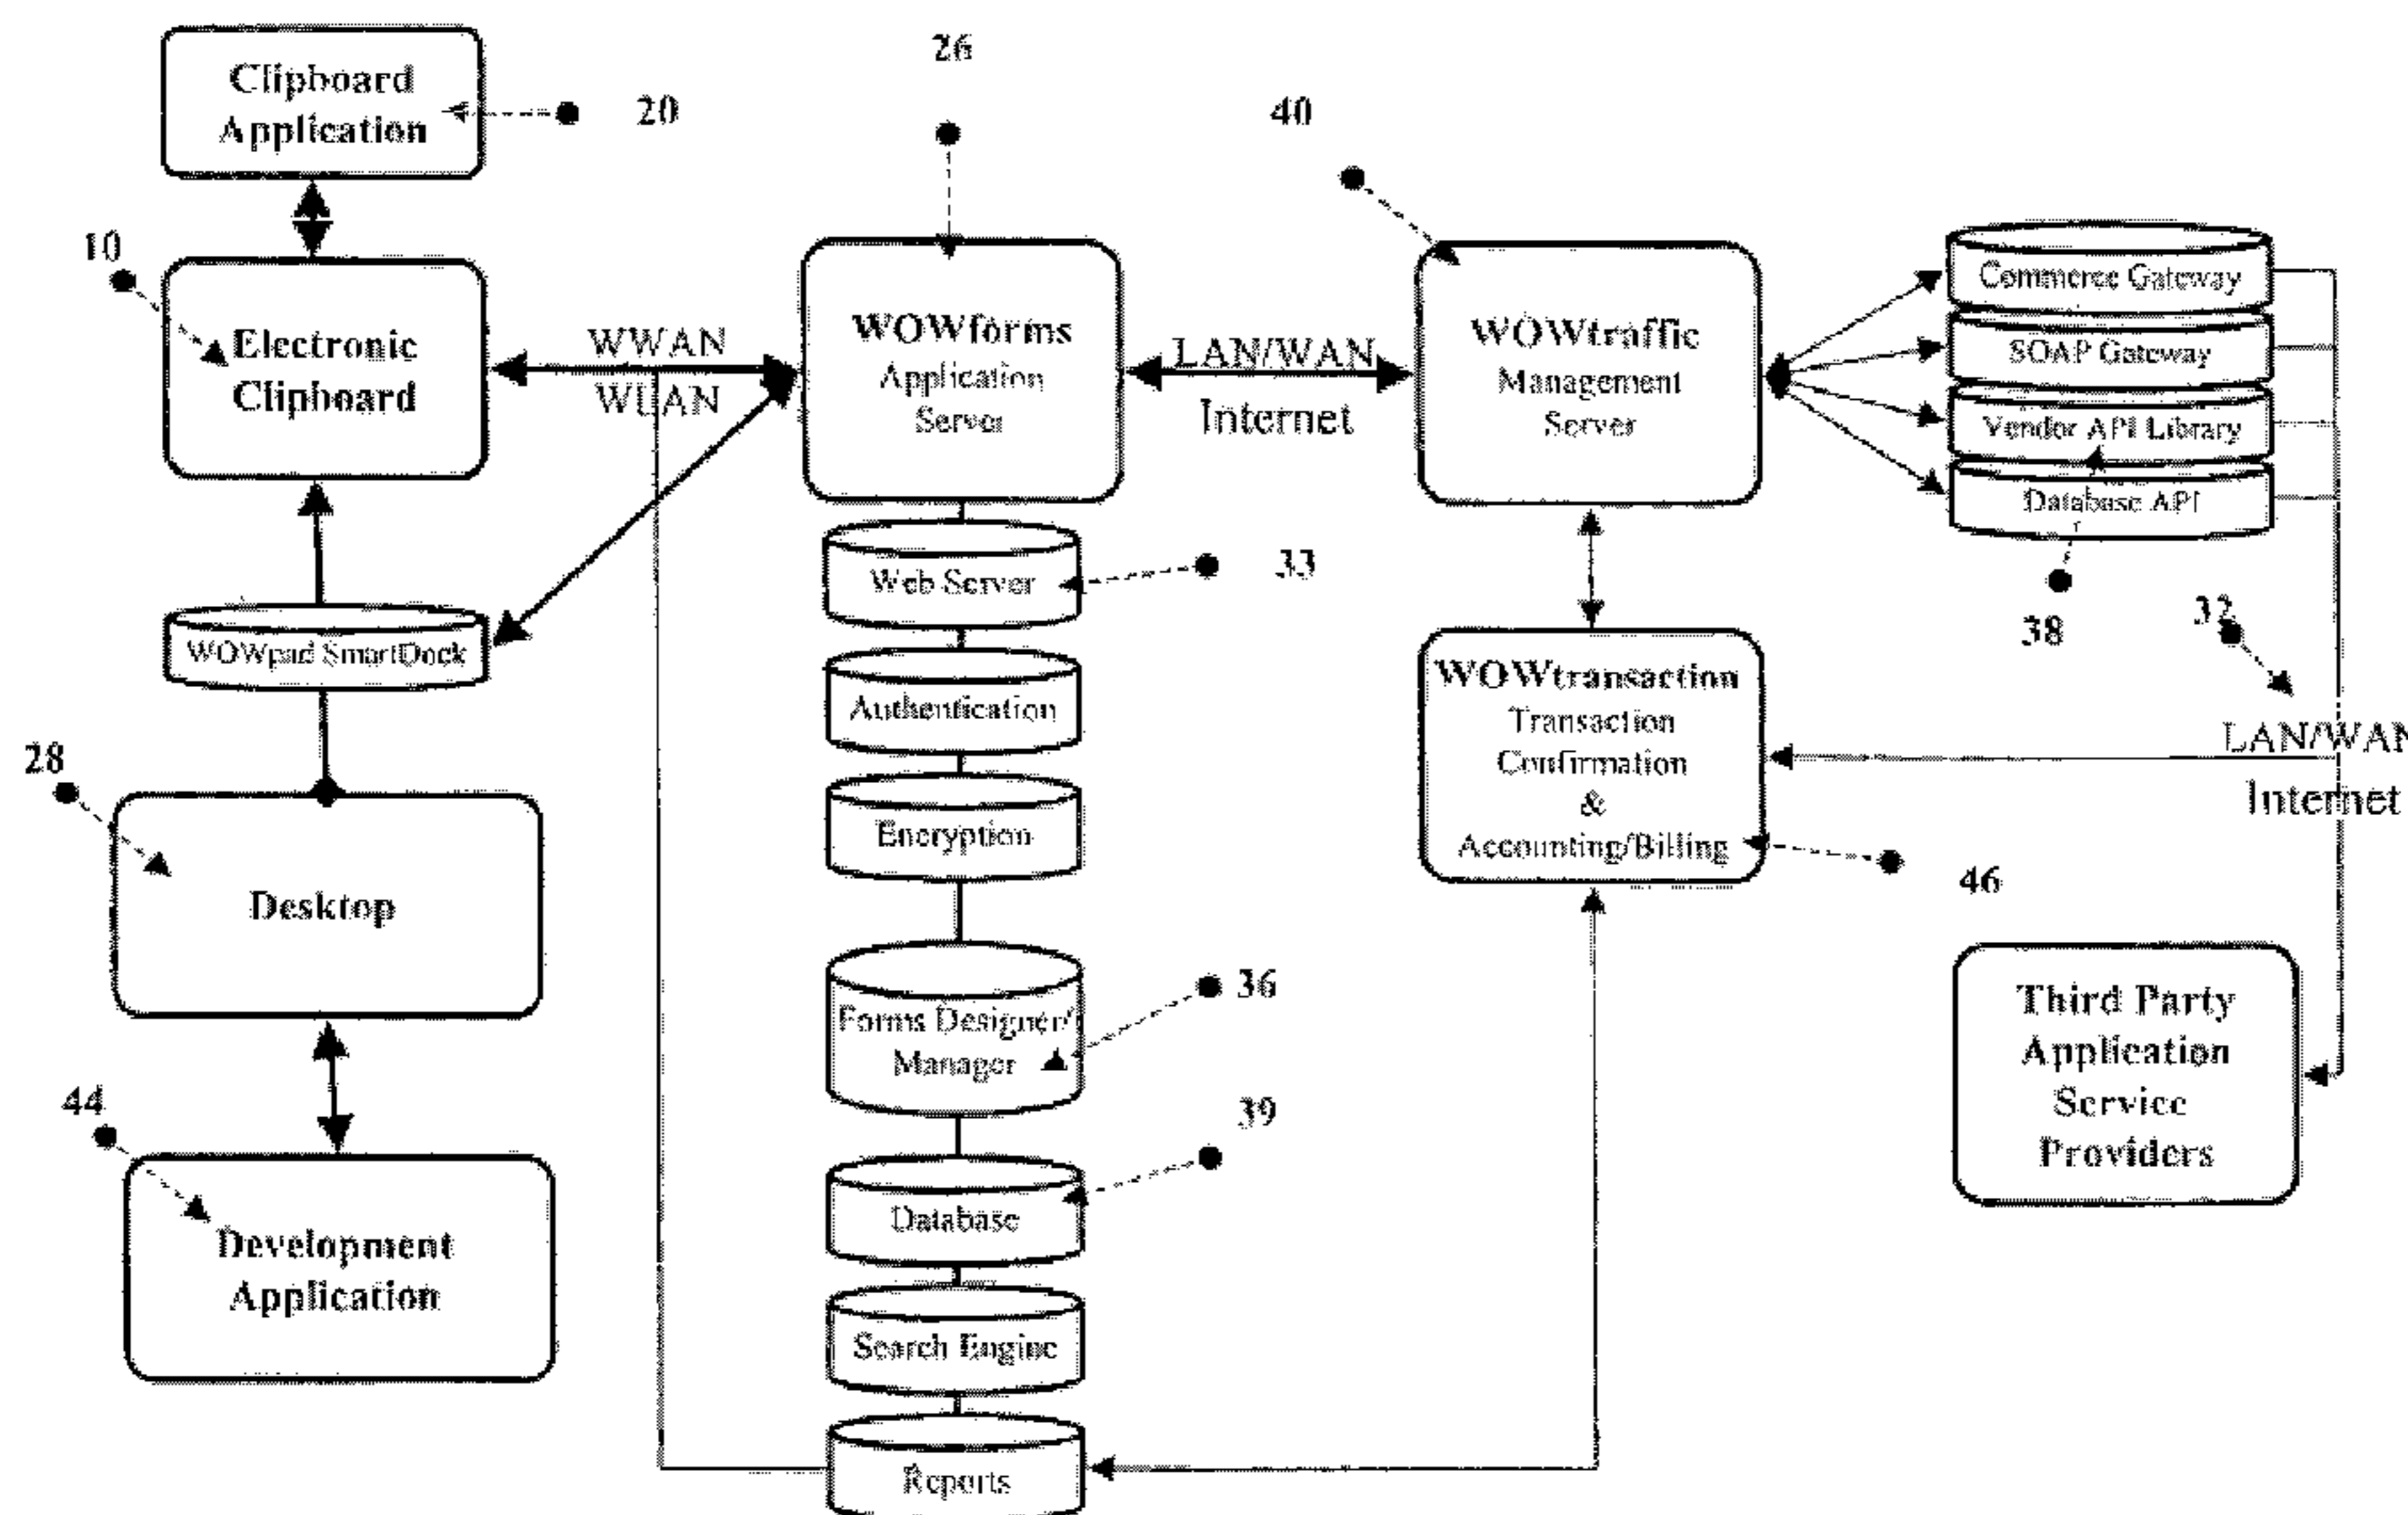 Clipboard
Application
20
26
40
10
Electronic
Clipboard
WWAN
WLAN
WOWforms
Application
Server
LAN/WAN
Internet
WOWtraffic
Management
Server
Commerce Gateway
SOAP Gateway
Vendor API Library
Database API
38
32
WOWpad SmartDock
Web Server
33
Authentication
Encryption
WOWtransaction
Transaction
Confirmation
&
Accounting/Billing
46
LAN/WAN
Internet
28
Desktop
Forms Designer/
Manager
36
Third Party
Application
Service
Providers
44
Development
Application
Database
39
Search Engine
Reports